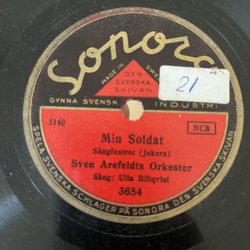 Sonora
MADE IN SWE
DEN SVENSKA SKIVAN
21
GYNNA SVENSK INDUSTRI
5140
NCB
Min Soldat
Sångfoxtrot (jokern)
Sven Arefeldts Orkester
Sång: Ulla Billqvist
3654
SPELA SVENSKA SCHLAGER PÅ SONORA DEN SVENSKA SKIVAN